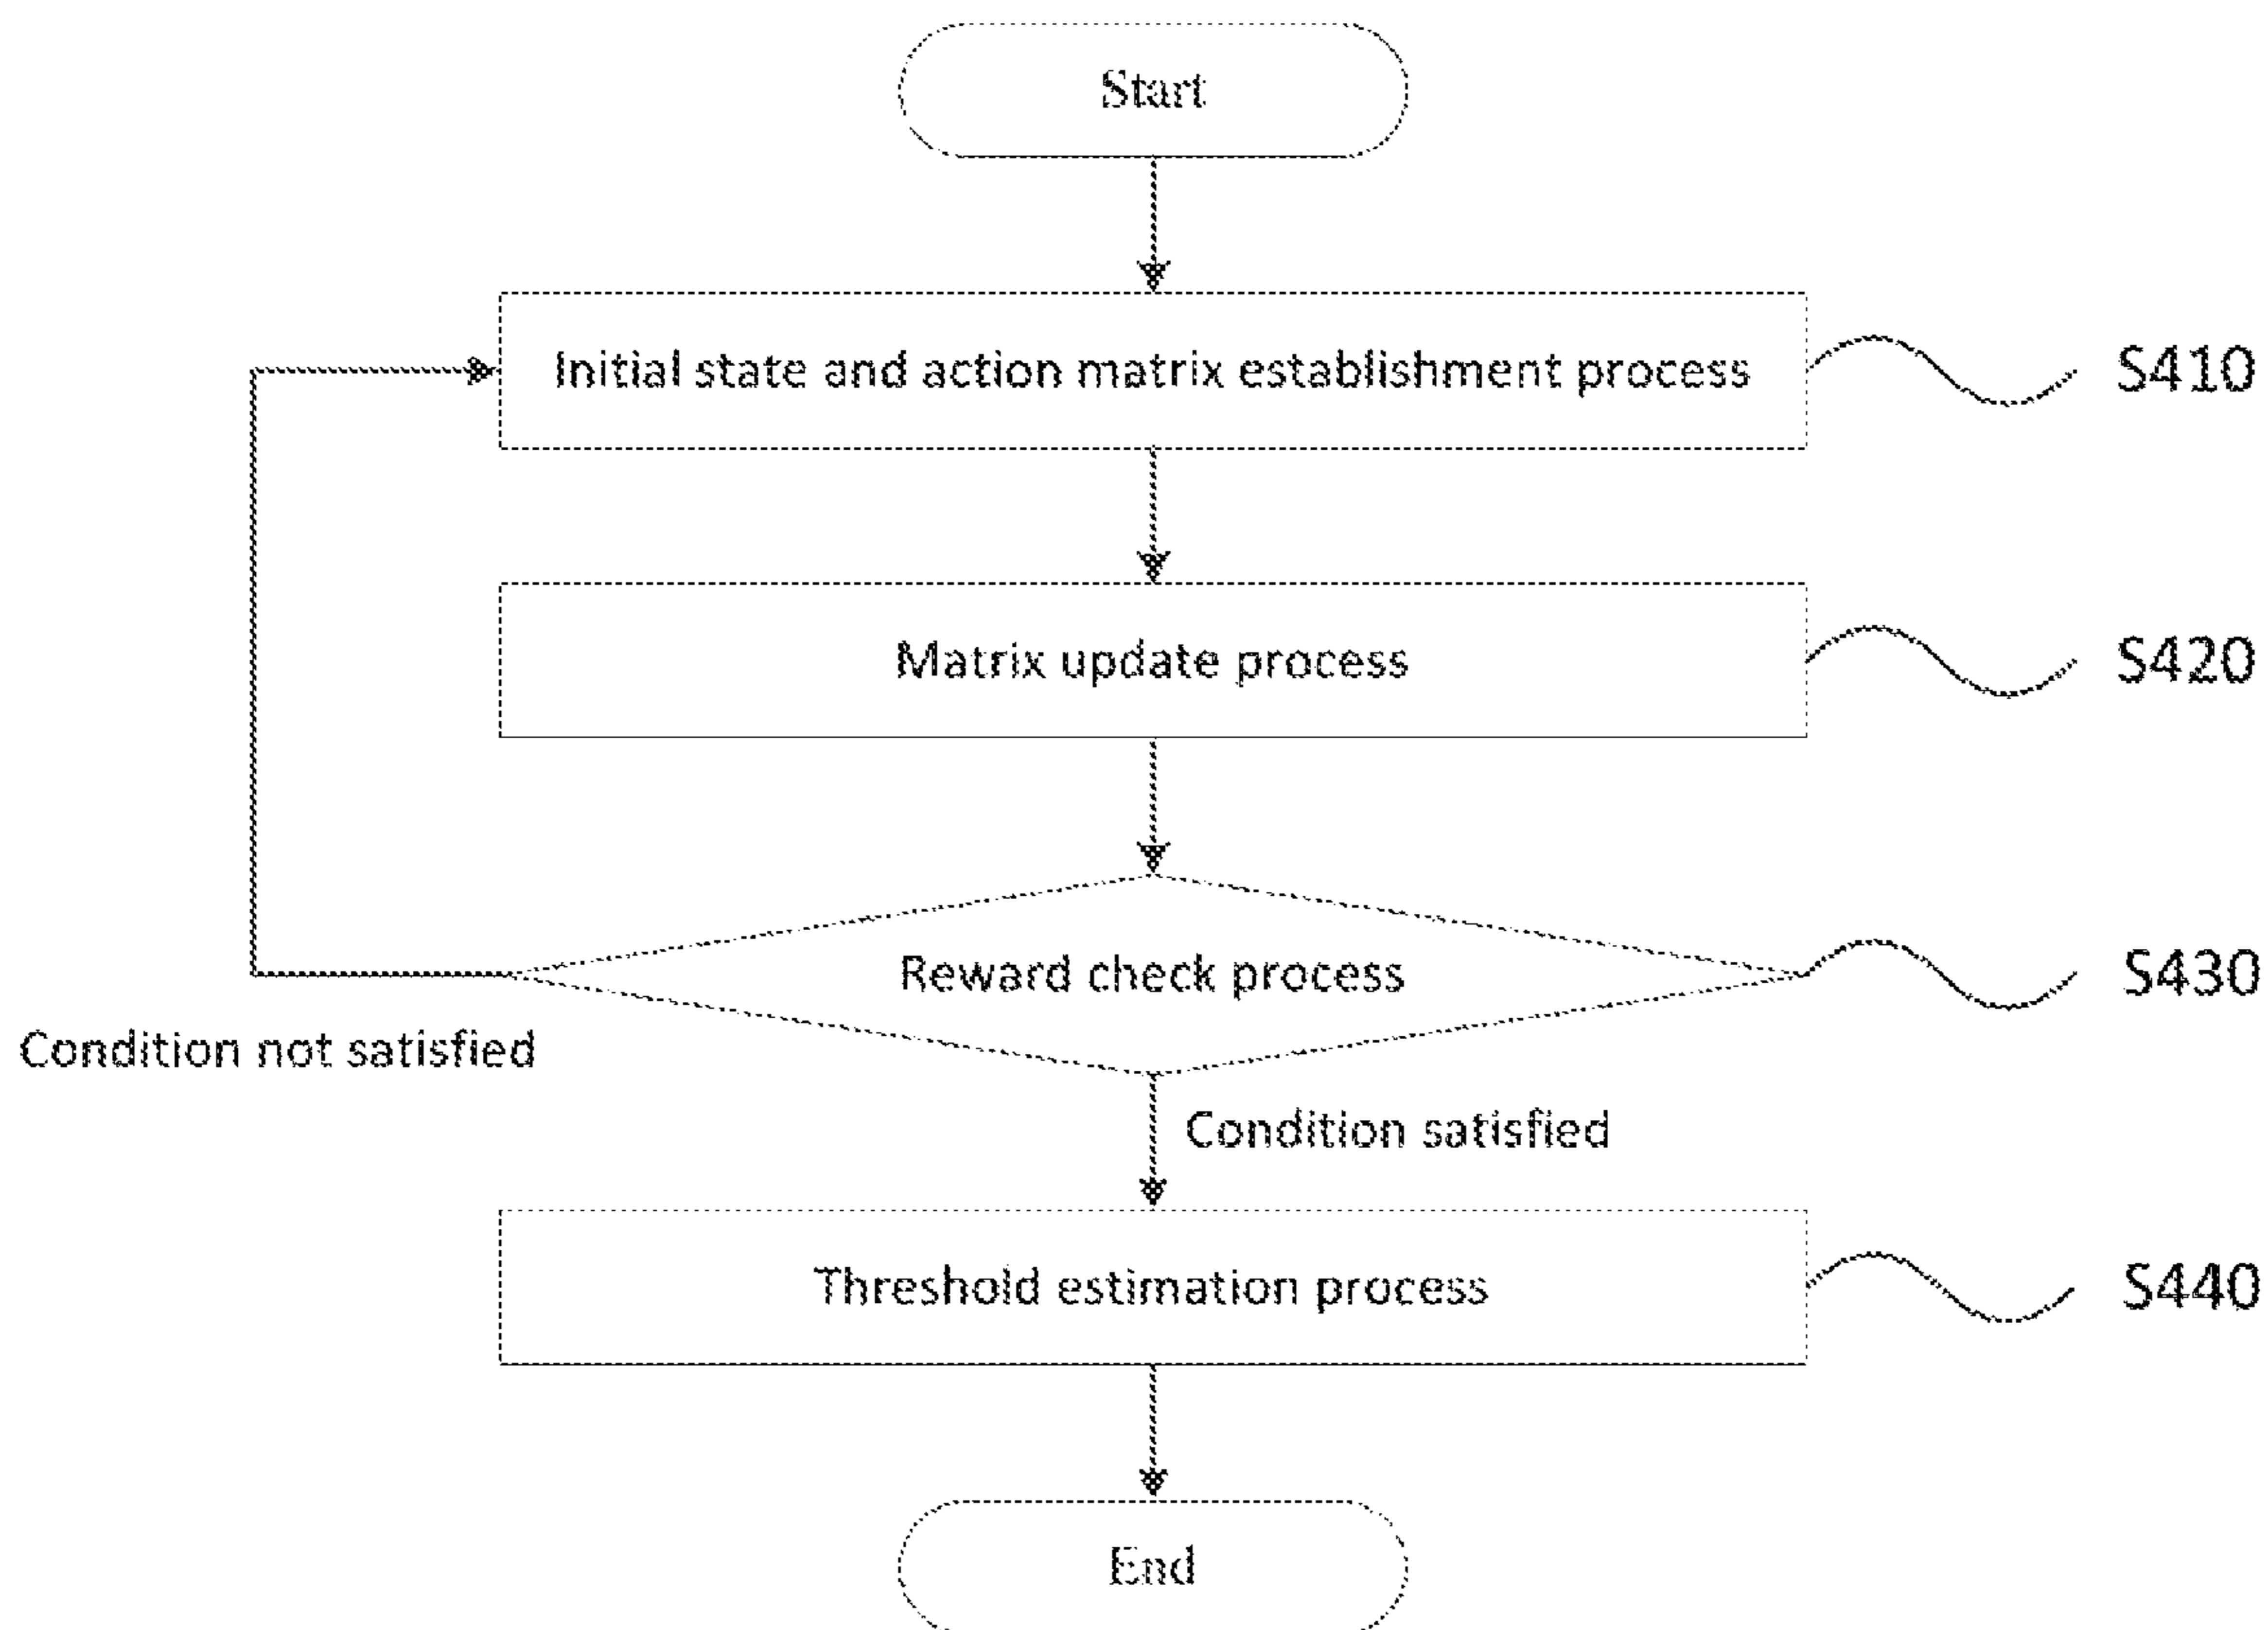 Start
Initial state and action matrix establishment process
S410
Matrix update process
S420
Reward check process
S430
Condition not satisfied
Condition satisfied
Threshold estimation process
S440
End